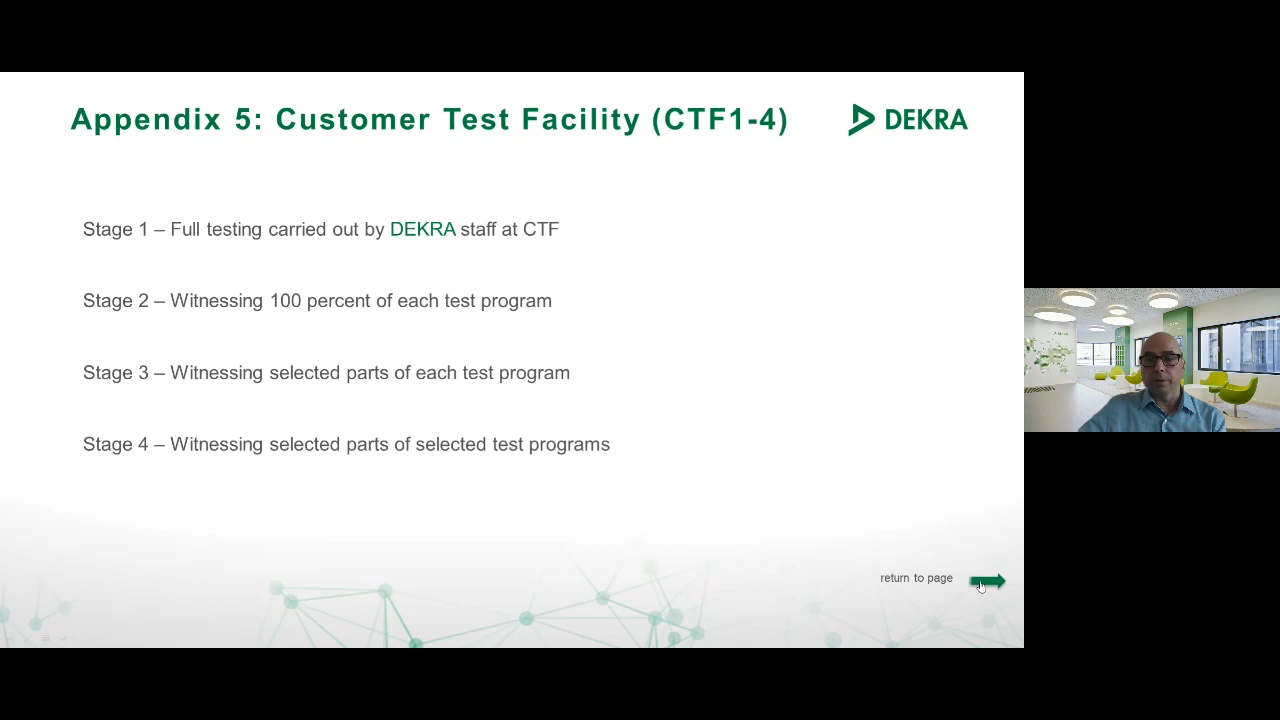 Appendix 5: Customer Test Facility (CTF1-4)
DEKRA
Stage 1 – Full testing carried out by DEKRA staff at CTF
Stage 2 – Witnessing 100 percent of each test program
Stage 3 – Witnessing selected parts of each test program
Stage 4 – Witnessing selected parts of selected test programs
return to page